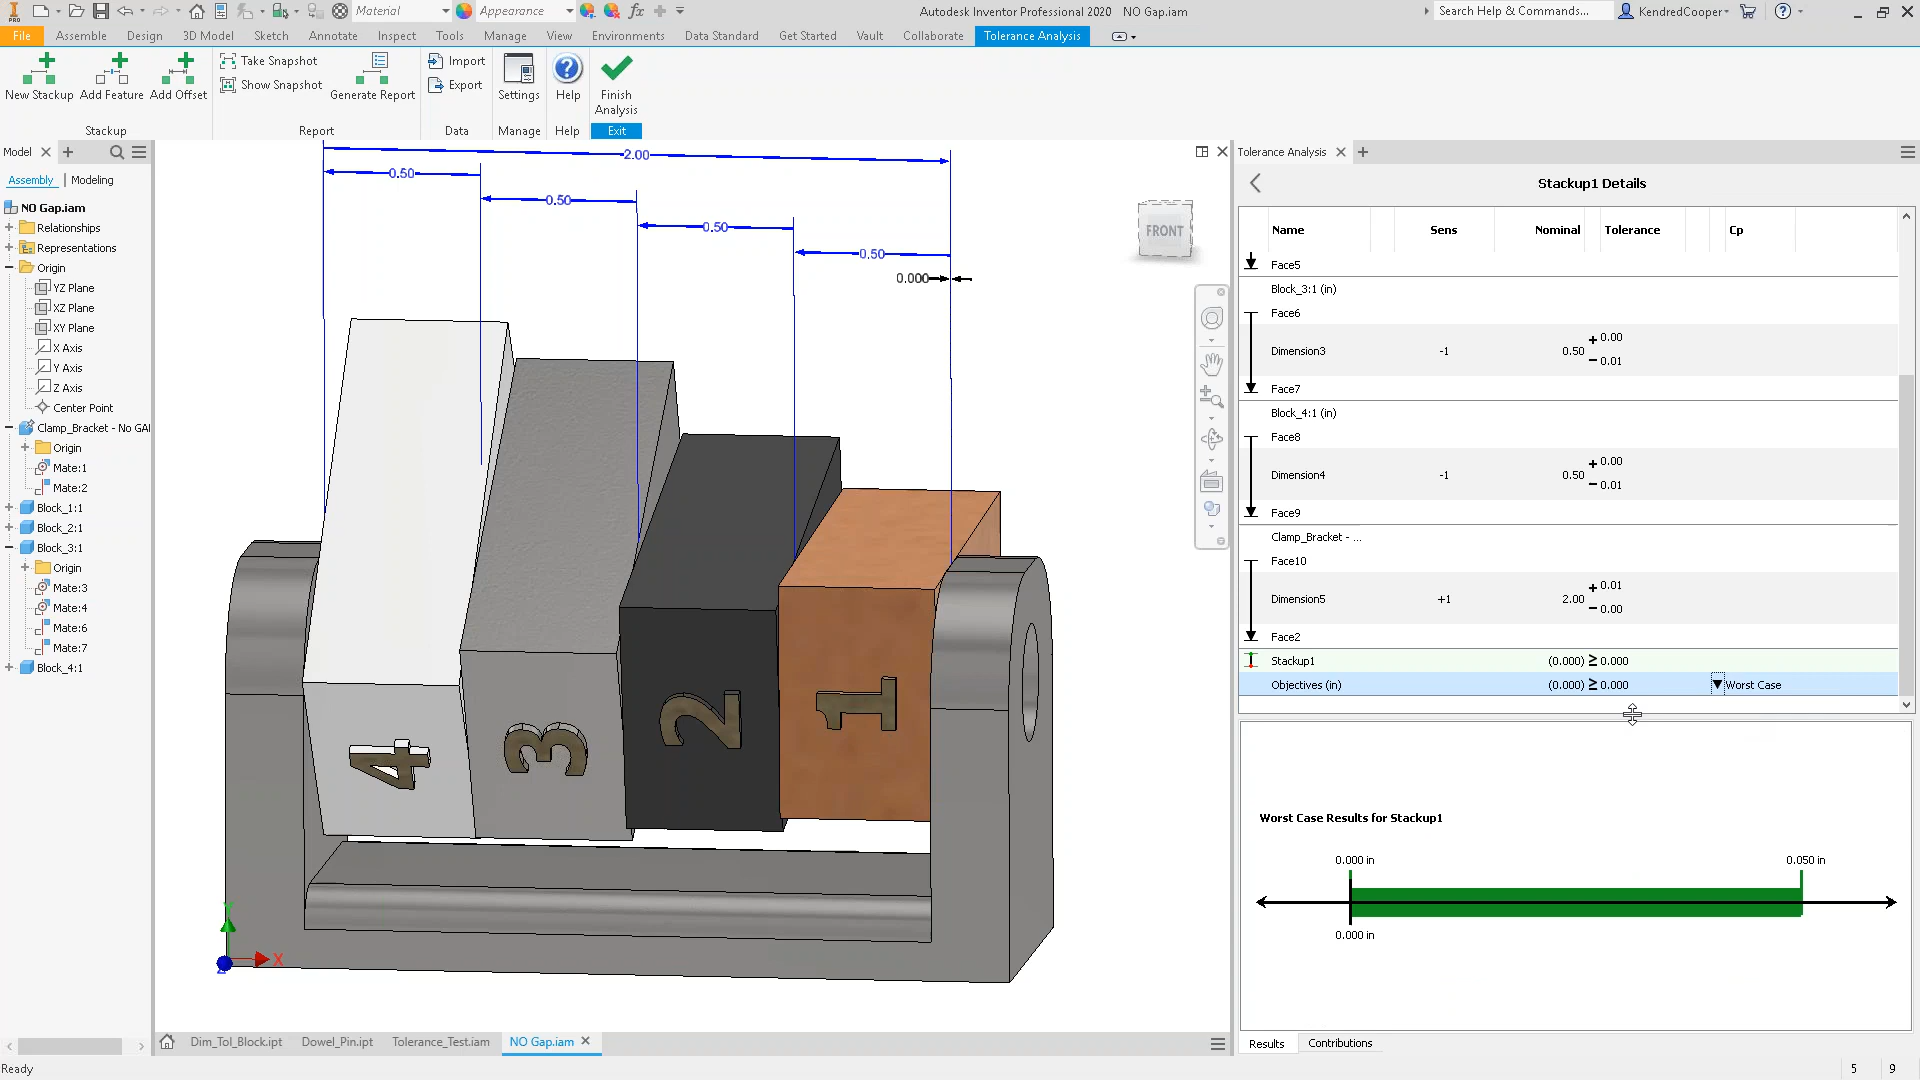 Material
Appearance
Autodesk Inventor Professional 2020 NO Gap.iam
Search Help & Commands...
KendredCooper
File Assemble Design 3D Model Sketch Annotate Inspect Tools Manage View Environments Data Standard Get Started Vault Collaborate Tolerance Analysis
New Stackup Add Feature Add Offset
Take Snapshot
Show Snapshot
Generate Report
Import
Export
Settings
Help
Finish
Analysis
Stackup Report Data Manage Help Exit
Model
Assembly | Modeling
NO Gap.iam
Relationships
Representations
Origin
YZ Plane
XZ Plane
XY Plane
X Axis
Y Axis
Z Axis
Center Point
Clamp_Bracket - No GA
Origin
Mate:1
Mate:2
Block_1:1
Block_2:1
Block_3:1
Origin
Mate:3
Mate:4
Mate:6
Mate:7
Block_4:1
2.00
0.50
0.50
0.50
0.50
0.000
FRONT
4 3 2 1
Y
X
Z
Tolerance Analysis
Stackup1 Details
Name Sens Nominal Tolerance Cp
Face5
Block_3:1 (in)
Face6
Dimension3 -1 0.50 + 0.00 - 0.01
Face7
Block_4:1 (in)
Face8
Dimension4 -1 0.50 + 0.00 - 0.01
Face9
Clamp_Bracket - ...
Face10
Dimension5 +1 2.00 + 0.01 - 0.00
Face2
Stackup1 (0.000) ≥ 0.000
Objectives (in) (0.000) ≥ 0.000 Worst Case
Worst Case Results for Stackup1
0.000 in 0.050 in
0.000 in
Results Contributions
Dim_Tol_Block.ipt Dowel_Pin.ipt Tolerance_Test.iam NO Gap.iam
Ready
5 9